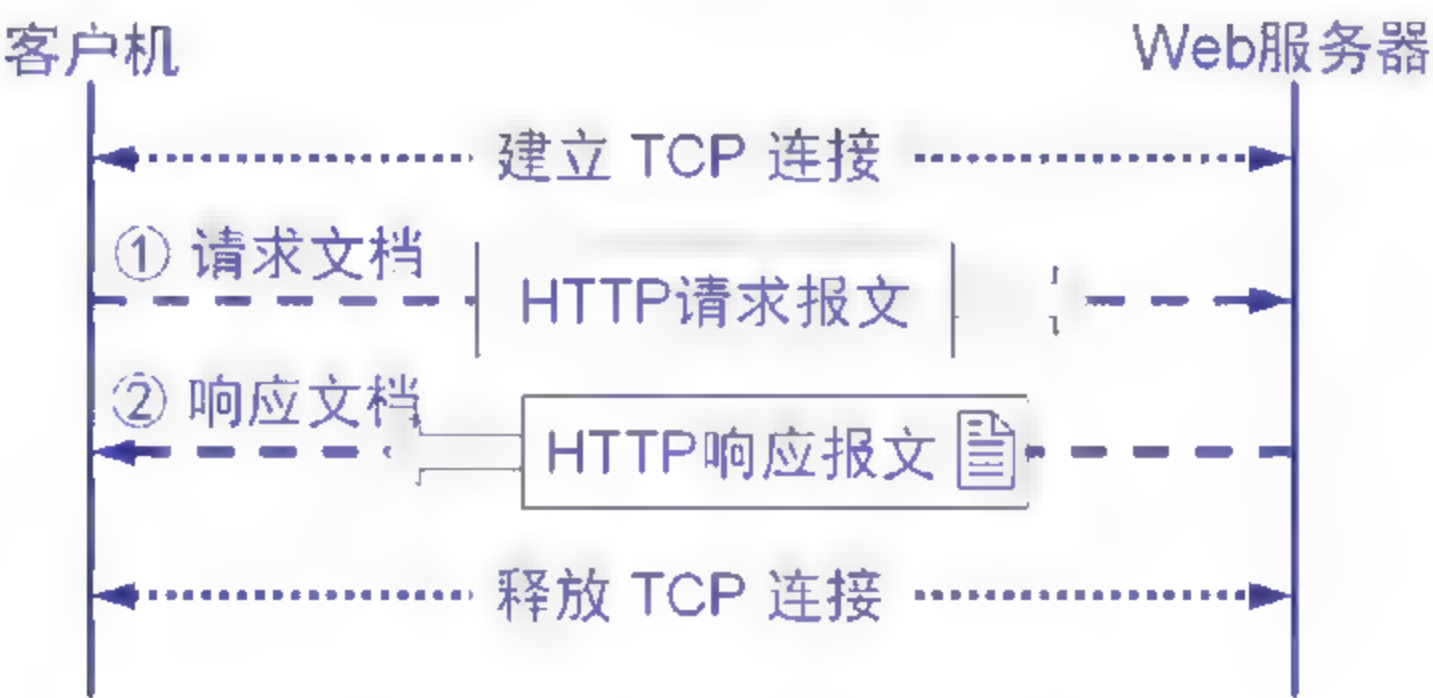 客户机
Web服务器
建立 TCP 连接
① 请求文档
HTTP请求报文
② 响应文档
HTTP响应报文
释放 TCP 连接